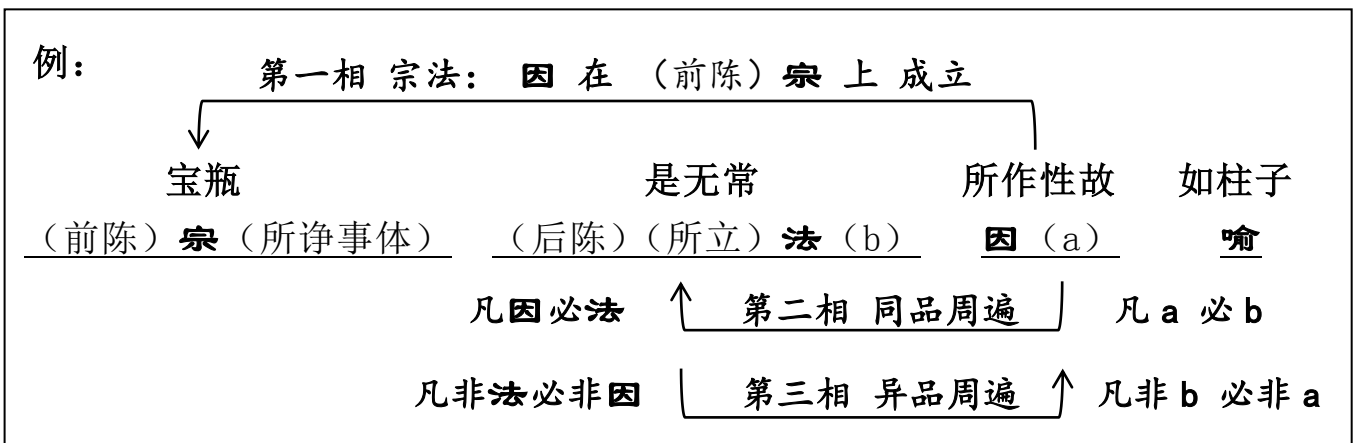 例：
第一相 宗法： 因 在 （前陈）宗 上 成立
宝瓶 是无常 所作性故 如柱子
（前陈）宗（所诤事体） （后陈）（所立）法（b） 因（a） 喻
凡因必法 第二相 同品周遍 凡 a 必 b
凡非法必非因 第三相 异品周遍 凡非 b 必非 a